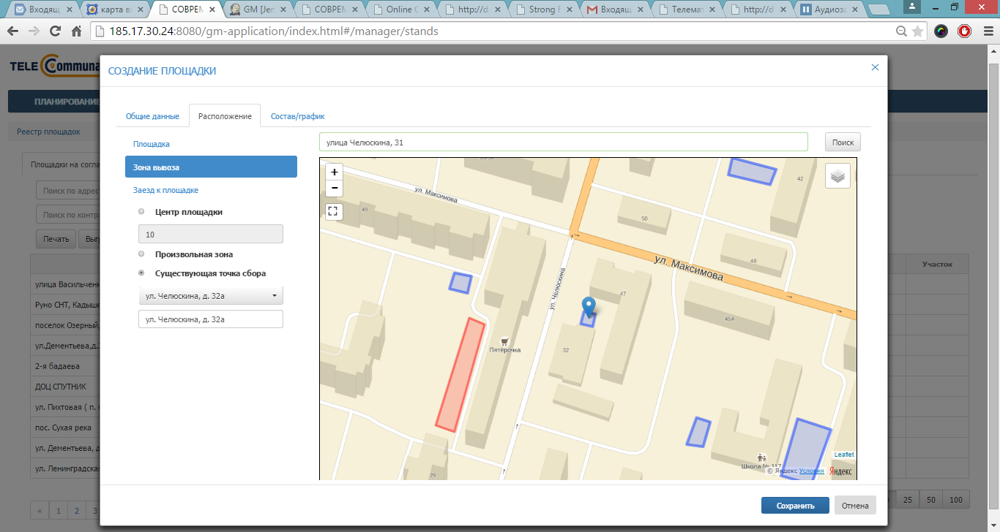 Входящ
карта в
СОВРЕМ
GM [Jen
СОВРЕМ
Online G
http://d
Strong F
Входящ
Телемат
http://d
Аудиоза
185.17.30.24:8080/gm-application/index.html#/manager/stands
TELE Communa
СОЗДАНИЕ ПЛОЩАДКИ
ПЛАНИРОВАНИЕ
Общие данные
Расположение
Состав/график
Реестр площадок
Площадка
улица Челюскина, 31
Поиск
Зона вывоза
Заезд к площадке
Центр площадки
10
Произвольная зона
Существующая точка сбора
ул. Челюскина, д. 32а
ул. Челюскина, д. 32а
Площадки на согла
Поиск по адрес
Поиск по контра
Печать
Выг
Участок
улица Васильченк
Руно СНТ, Кадыше
поселок Озерный,
ул.Дементьева,д.
2-я бадаева
ДОЦ СПУТНИК
ул. Пихтовая ( п.
пос. Сухая река
ул. Дементьева, д
ул. Ленинградска
«
1
2
3
25
50
100
+
−
ул. Максимова
49
42
50
48
ул. Максимова
ул. Челюскина
47
45А
Пятёрочка
32
29
Школа № 117
Leaflet
© Яндекс Условия
Яндекс
Сохранить
Отмена